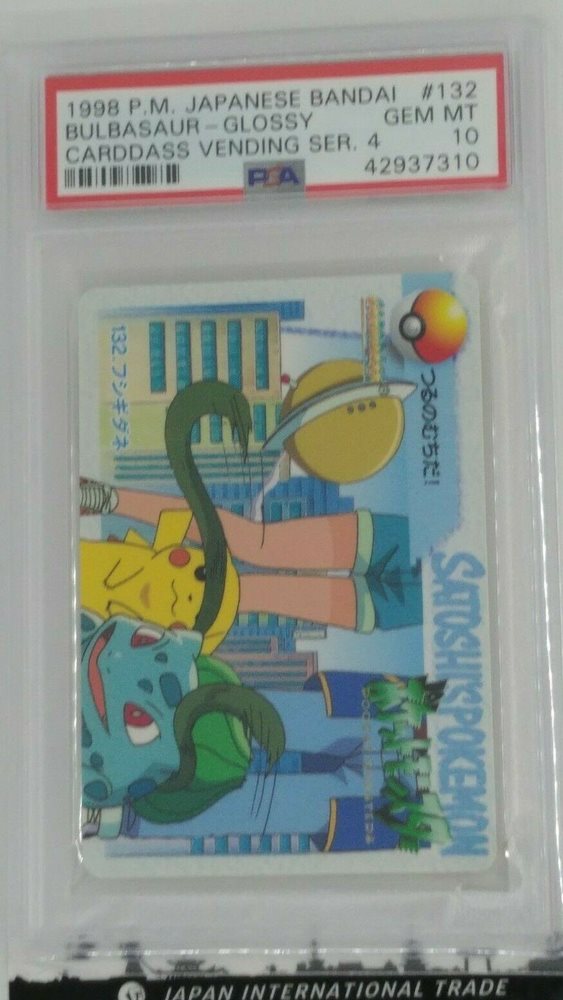 1998 P.M. JAPANESE BANDAI #132
BULBASAUR - GLOSSY GEM MT
CARDDASS VENDING SER. 4 10
PSA 42937310
つるのむちだ!
132.フシギダネ
SATOSHI'S POKEMON
JAPAN INTERNATIONAL TRADE